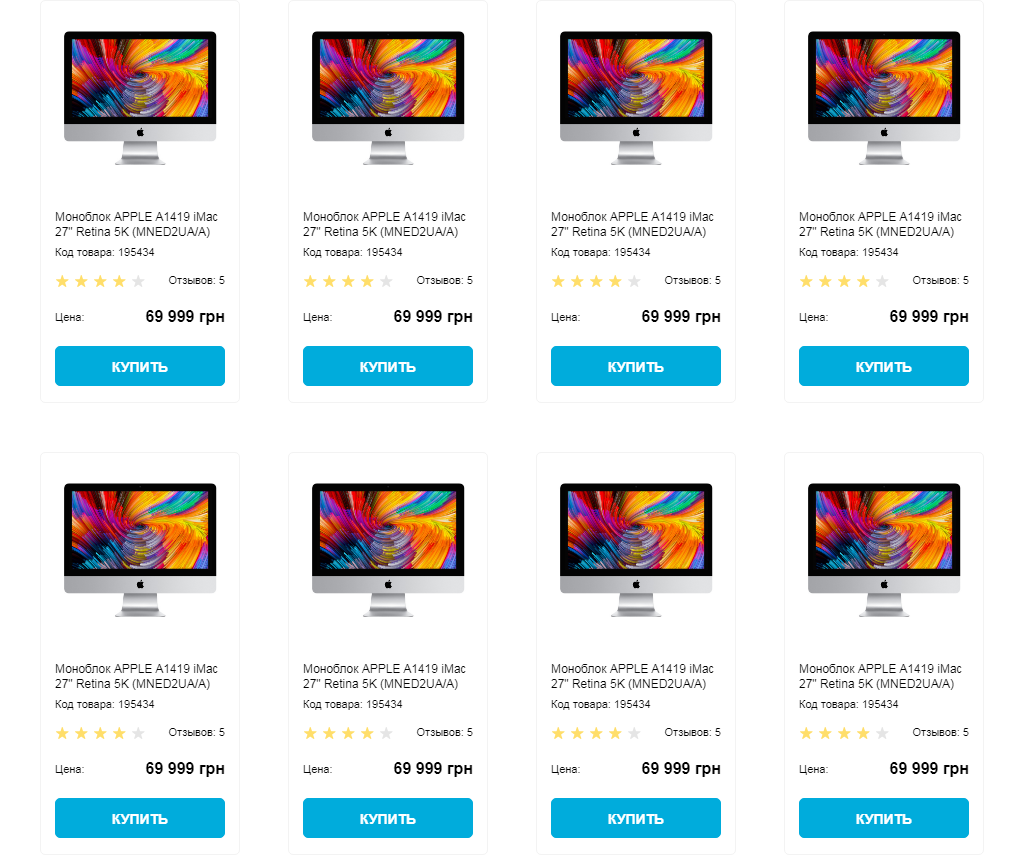 Моноблок APPLE A1419 iMac
27" Retina 5K (MNED2UA/A)
Код товара: 195434
Отзывов: 5
Цена: 69 999 грн
КУПИТЬ
Моноблок APPLE A1419 iMac
27" Retina 5K (MNED2UA/A)
Код товара: 195434
Отзывов: 5
Цена: 69 999 грн
КУПИТЬ
Моноблок APPLE A1419 iMac
27" Retina 5K (MNED2UA/A)
Код товара: 195434
Отзывов: 5
Цена: 69 999 грн
КУПИТЬ
Моноблок APPLE A1419 iMac
27" Retina 5K (MNED2UA/A)
Код товара: 195434
Отзывов: 5
Цена: 69 999 грн
КУПИТЬ
Моноблок APPLE A1419 iMac
27" Retina 5K (MNED2UA/A)
Код товара: 195434
Отзывов: 5
Цена: 69 999 грн
КУПИТЬ
Моноблок APPLE A1419 iMac
27" Retina 5K (MNED2UA/A)
Код товара: 195434
Отзывов: 5
Цена: 69 999 грн
КУПИТЬ
Моноблок APPLE A1419 iMac
27" Retina 5K (MNED2UA/A)
Код товара: 195434
Отзывов: 5
Цена: 69 999 грн
КУПИТЬ
Моноблок APPLE A1419 iMac
27" Retina 5K (MNED2UA/A)
Код товара: 195434
Отзывов: 5
Цена: 69 999 грн
КУПИТЬ